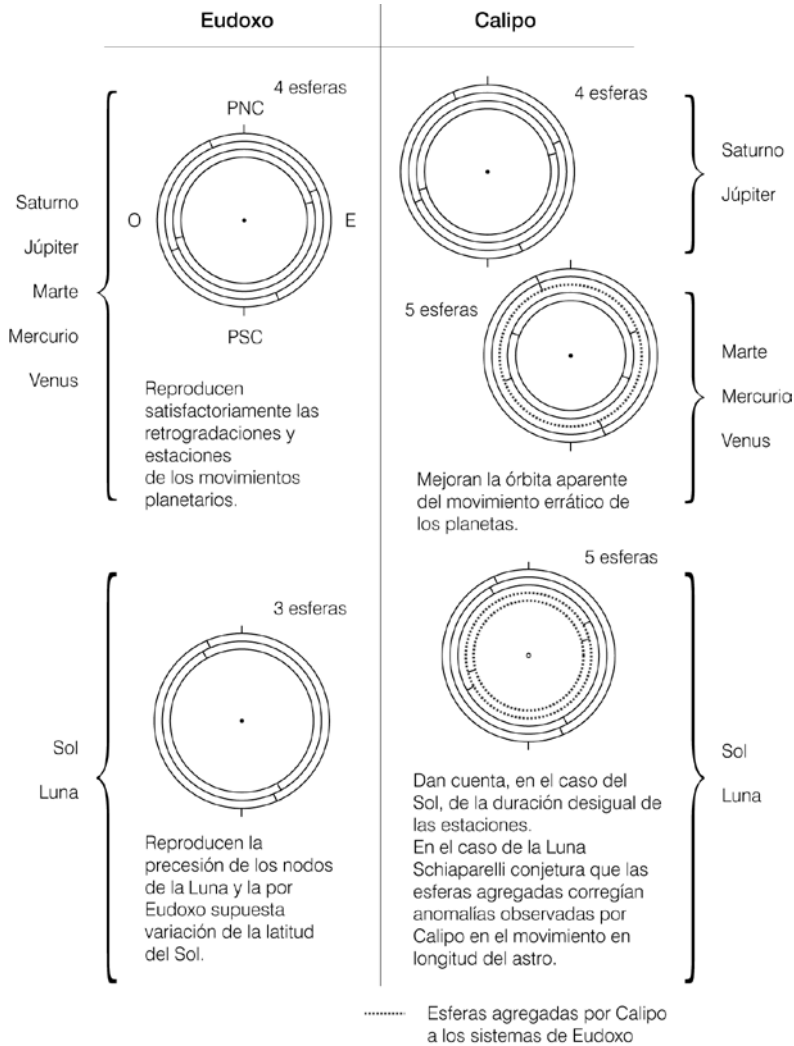 Eudoxo
Calipo
4 esferas
PNC
O
E
PSC
Saturno
Júpiter
Marte
Mercurio
Venus
Reproducen
satisfactoriamente las
retrogradaciones y
estaciones
de los movimientos
planetarios.
4 esferas
Saturno
Júpiter
5 esferas
Marte
Mercurio
Venus
Mejoran la órbita aparente
del movimiento errático de
los planetas.
3 esferas
Sol
Luna
Reproducen la
precesión de los nodos
de la Luna y la por
Eudoxo supuesta
variación de la latitud
del Sol.
5 esferas
Sol
Luna
Dan cuenta, en el caso del
Sol, de la duración desigual de
las estaciones.
En el caso de la Luna
Schiaparelli conjetura que las
esferas agregadas corregían
anomalías observadas por
Calipo en el movimiento en
longitud del astro.
Esferas agregadas por Calipo
a los sistemas de Eudoxo